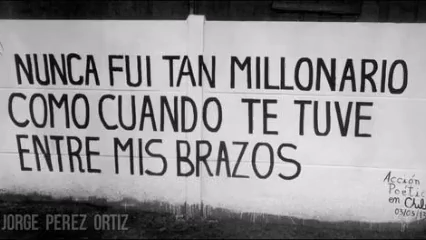 NUNCA FUI TAN MILLONARIO
COMO CUANDO TE TUVE
ENTRE MIS BRAZOS
Acción
Poética
en Chile
JORGE PEREZ ORTIZ